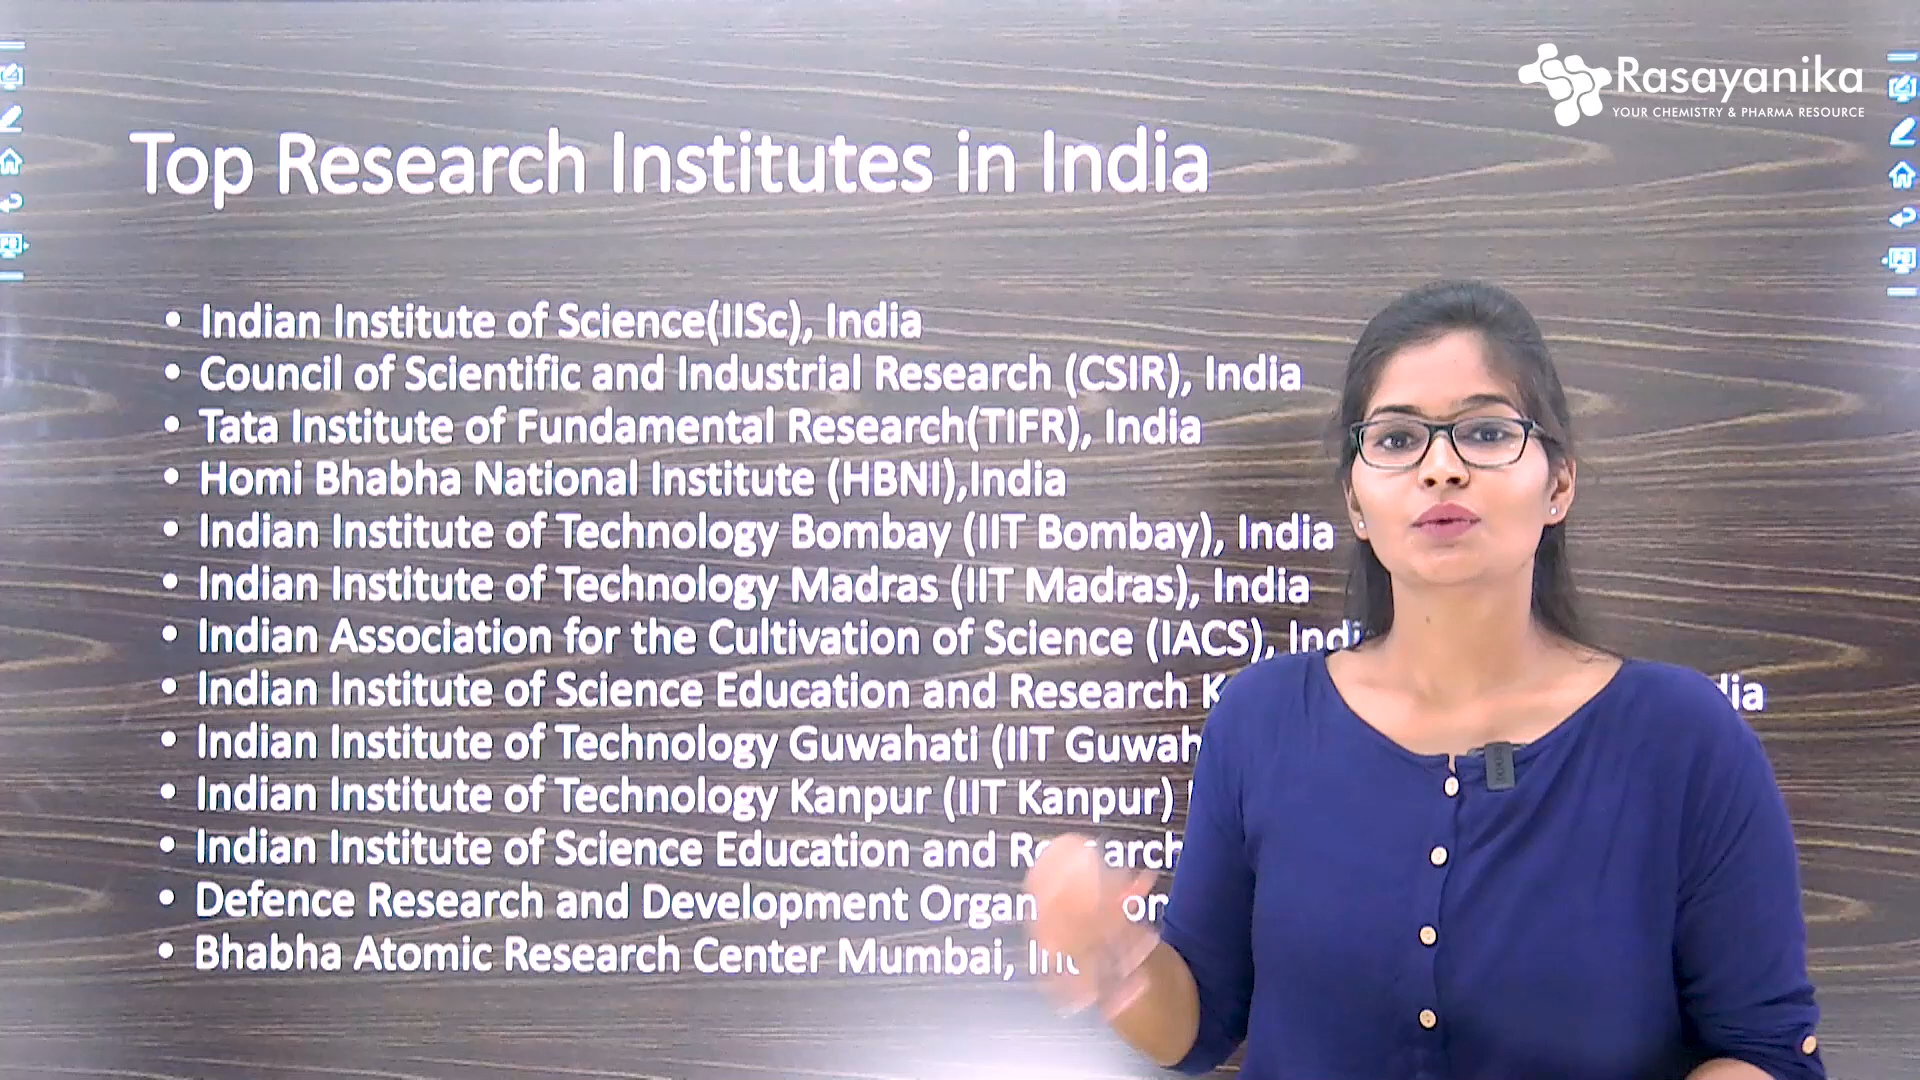 Rasayanika
YOUR CHEMISTRY & PHARMA RESOURCE
Top Research Institutes in India
• Indian Institute of Science(IISc), India
• Council of Scientific and Industrial Research (CSIR), India
• Tata Institute of Fundamental Research(TIFR), India
• Homi Bhabha National Institute (HBNI),India
• Indian Institute of Technology Bombay (IIT Bombay), India
• Indian Institute of Technology Madras (IIT Madras), India
• Indian Association for the Cultivation of Science (IACS),
• Indian Institute of Science Education and Research
• Indian Institute of Technology Guwahati (IIT
• Indian Institute of Technology Kanpur (IIT Kanpur)
• Indian Institute of Science Education and
• Defence Research and Development
• Bhabha Atomic Research Center Mumbai,